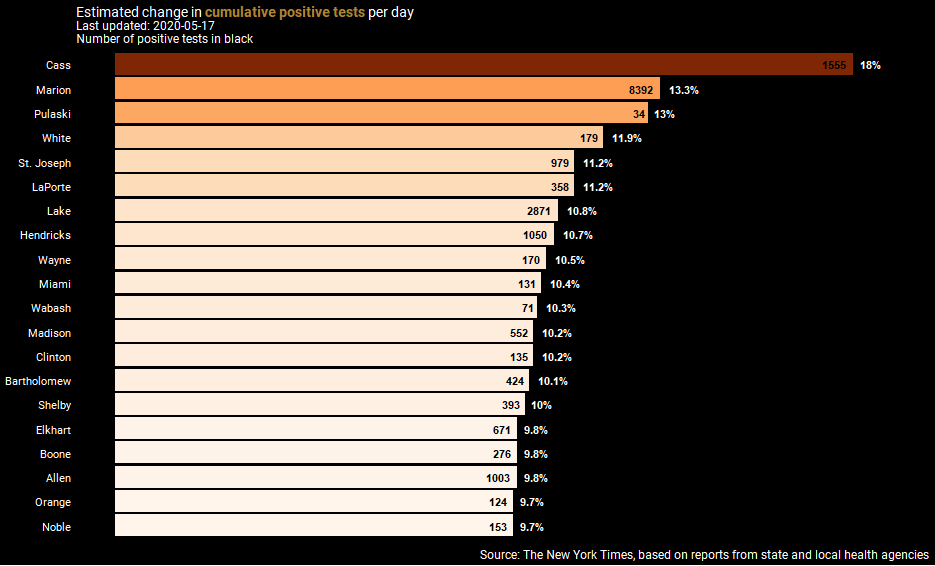 Estimated change in cumulative positive tests per day
Last updated: 2020-05-17
Number of positive tests in black
Cass 1555 18%
Marion 8392 13.3%
Pulaski 34 13%
White 179 11.9%
St. Joseph 979 11.2%
LaPorte 358 11.2%
Lake 2871 10.8%
Hendricks 1050 10.7%
Wayne 170 10.5%
Miami 131 10.4%
Wabash 71 10.3%
Madison 552 10.2%
Clinton 135 10.2%
Bartholomew 424 10.1%
Shelby 393 10%
Elkhart 671 9.8%
Boone 276 9.8%
Allen 1003 9.8%
Orange 124 9.7%
Noble 153 9.7%
Source: The New York Times, based on reports from state and local health agencies